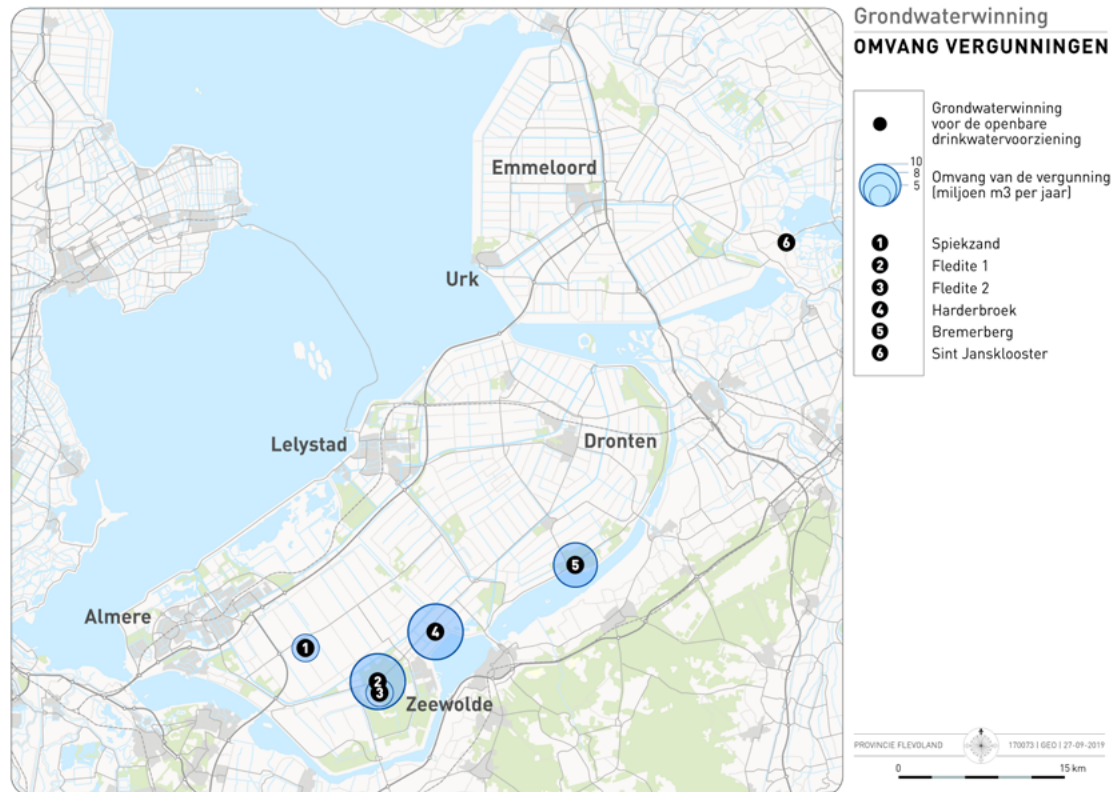 Grondwaterwinning
OMVANG VERGUNNINGEN
Grondwaterwinning
voor de openbare
drinkwatervoorziening
10
8
5
Omvang van de vergunning
(miljoen m3 per jaar)
1 Spiekzand
2 Fledite 1
3 Fledite 2
4 Harderbroek
5 Bremerberg
6 Sint Jansklooster
Emmeloord
6
Urk
Lelystad
Dronten
5
Almere
4
1
2
3
Zeewolde
PROVINCIE FLEVOLAND
170073 | GEO | 27-09-2019
0 15 km